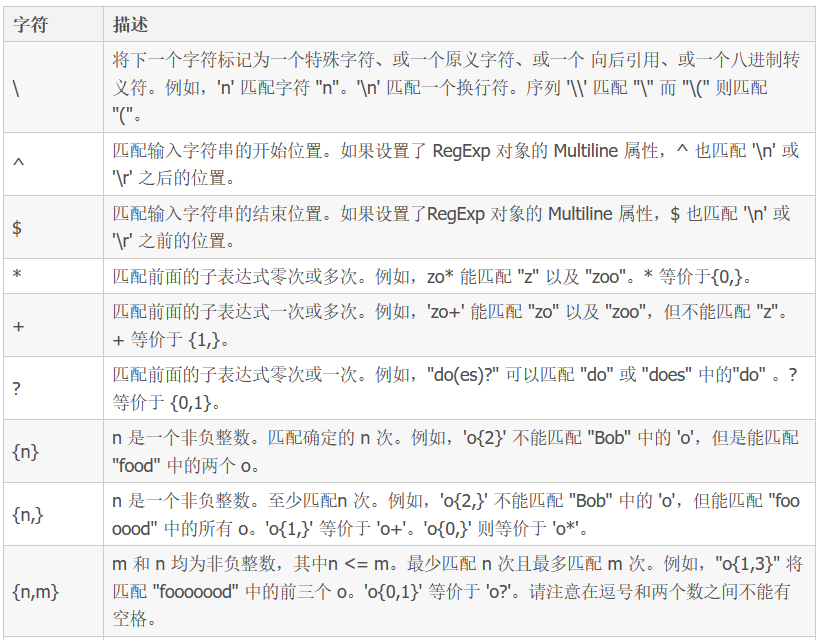 字符 描述
\ 将下一个字符标记为一个特殊字符、或一个原义字符、或一个 向后引用、或一个八进制转
义符。例如，'n' 匹配字符 "n"。'\n' 匹配一个换行符。序列 '\\' 匹配 "\" 而 "\(" 则匹配
"("。
^ 匹配输入字符串的开始位置。如果设置了 RegExp 对象的 Multiline 属性，^ 也匹配 '\n' 或
'\r' 之后的位置。
$ 匹配输入字符串的结束位置。如果设置了RegExp 对象的 Multiline 属性，$ 也匹配 '\n' 或
'\r' 之前的位置。
* 匹配前面的子表达式零次或多次。例如，zo* 能匹配 "z" 以及 "zoo"。* 等价于{0,}。
+ 匹配前面的子表达式一次或多次。例如，'zo+' 能匹配 "zo" 以及 "zoo"，但不能匹配 "z"。
+ 等价于 {1,}。
? 匹配前面的子表达式零次或一次。例如，"do(es)?" 可以匹配 "do" 或 "does" 中的"do" 。?
等价于 {0,1}。
{n} n 是一个非负整数。匹配确定的 n 次。例如，'o{2}' 不能匹配 "Bob" 中的 'o'，但是能匹配
"food" 中的两个 o。
{n,} n 是一个非负整数。至少匹配n 次。例如，'o{2,}' 不能匹配 "Bob" 中的 'o'，但能匹配 "foo
oood" 中的所有 o。'o{1,}' 等价于 'o+'。'o{0,}' 则等价于 'o*'。
{n,m} m 和 n 均为非负整数，其中n <= m。最少匹配 n 次且最多匹配 m 次。例如，"o{1,3}" 将
匹配 "fooooood" 中的前三个 o。'o{0,1}' 等价于 'o?'。请注意在逗号和两个数之间不能有
空格。